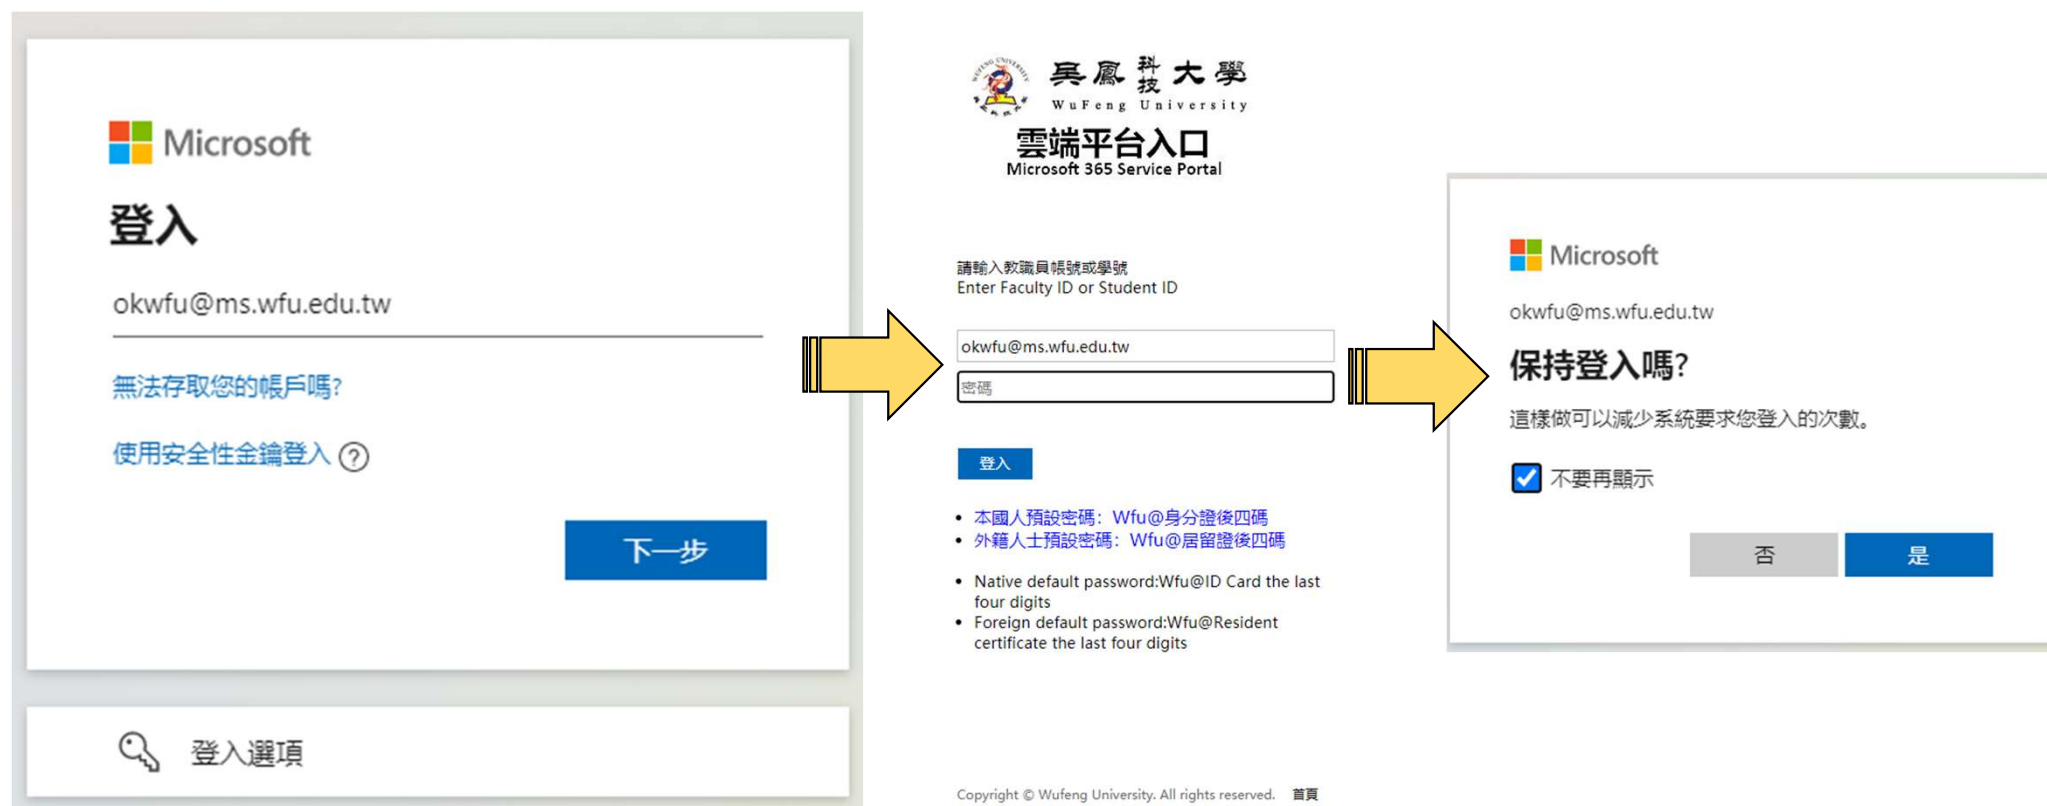 Microsoft
登入
okwfu@ms.wfu.edu.tw
無法存取您的帳戶嗎?
使用安全性金鑰登入
下一步
登入選項
吳鳳科技大學
WuFeng University
雲端平台入口
Microsoft 365 Service Portal
請輸入教職員帳號或學號
Enter Faculty ID or Student ID
okwfu@ms.wfu.edu.tw
密碼
登入
• 本國人預設密碼：Wfu@身分證後四碼
• 外籍人士預設密碼：Wfu@居留證後四碼
• Native default password:Wfu@ID Card the last
four digits
• Foreign default password:Wfu@Resident
certificate the last four digits
Copyright © Wufeng University. All rights reserved. 首頁
Microsoft
okwfu@ms.wfu.edu.tw
保持登入嗎?
這樣做可以減少系統要求您登入的次數。
不要再顯示
否
是